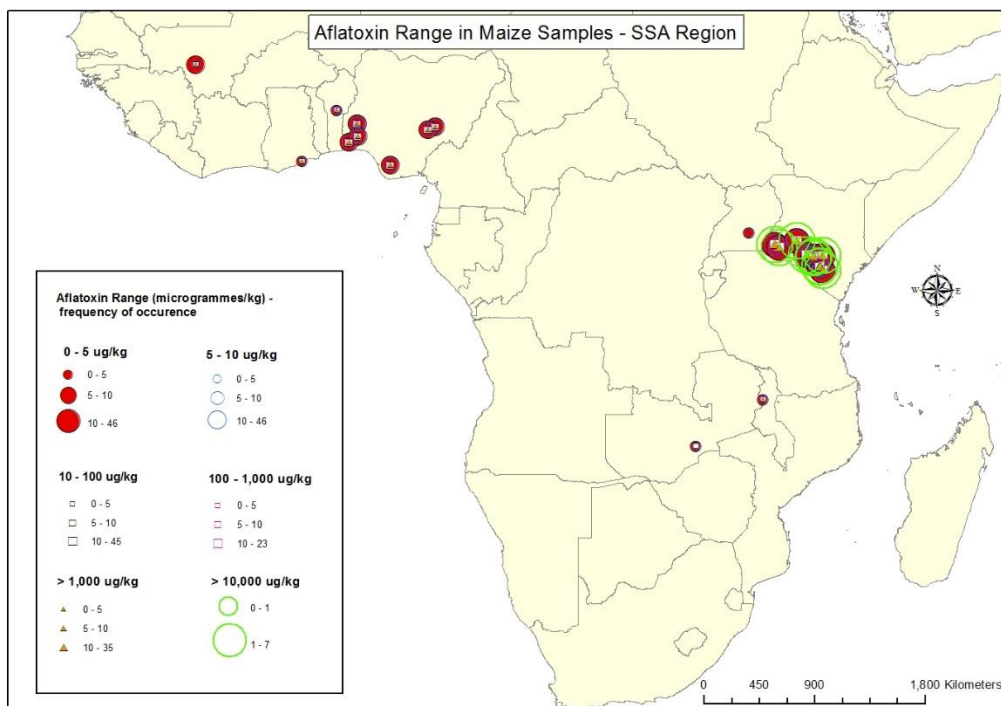 Aflatoxin Range in Maize Samples - SSA Region
Aflatoxin Range (microgrammes/kg) -
frequency of occurence
0 - 5 ug/kg
0 - 5
5 - 10
10 - 46
5 - 10 ug/kg
0 - 5
5 - 10
10 - 46
10 - 100 ug/kg
0 - 5
5 - 10
10 - 45
100 - 1,000 ug/kg
0 - 5
5 - 10
10 - 23
> 1,000 ug/kg
0 - 5
5 - 10
10 - 35
> 10,000 ug/kg
0 - 1
1 - 7
N
W E
S
0 450 900 1,800 Kilometers